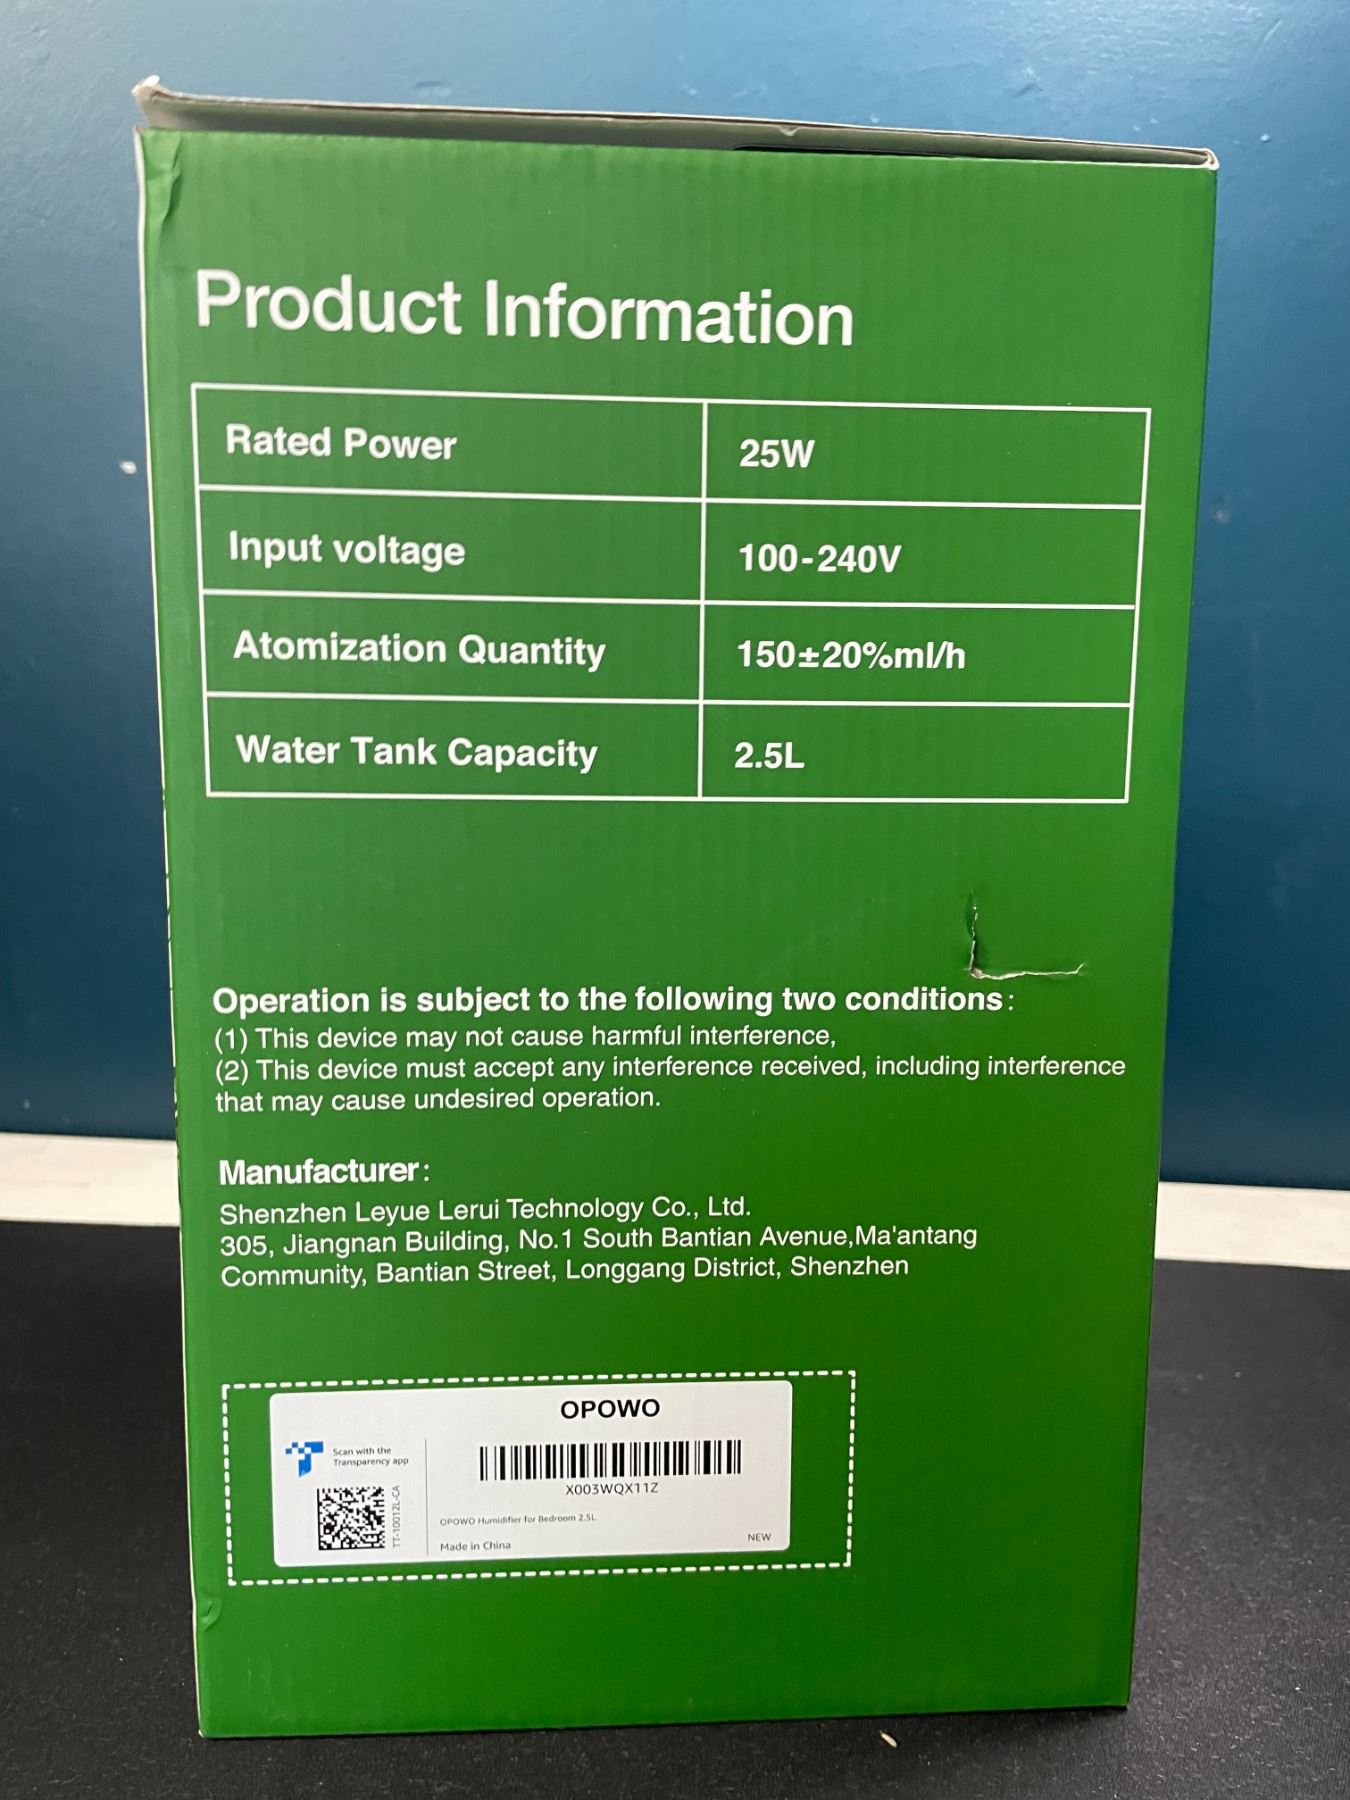 Product Information
Rated Power 25W
Input voltage 100-240V
Atomization Quantity 150±20%ml/h
Water Tank Capacity 2.5L
Operation is subject to the following two conditions:
(1) This device may not cause harmful interference,
(2) This device must accept any interference received, including interference
that may cause undesired operation.
Manufacturer:
Shenzhen Leyue Lerui Technology Co., Ltd.
305, Jiangnan Building, No.1 South Bantian Avenue,Ma'antang
Community, Bantian Street, Longgang District, Shenzhen
OPOWO
Scan with the
Transparency app
X003WQX11Z
TT-10012L-CA
OPOWO Humidifier for Bedroom 2.5L
Made in China
NEW